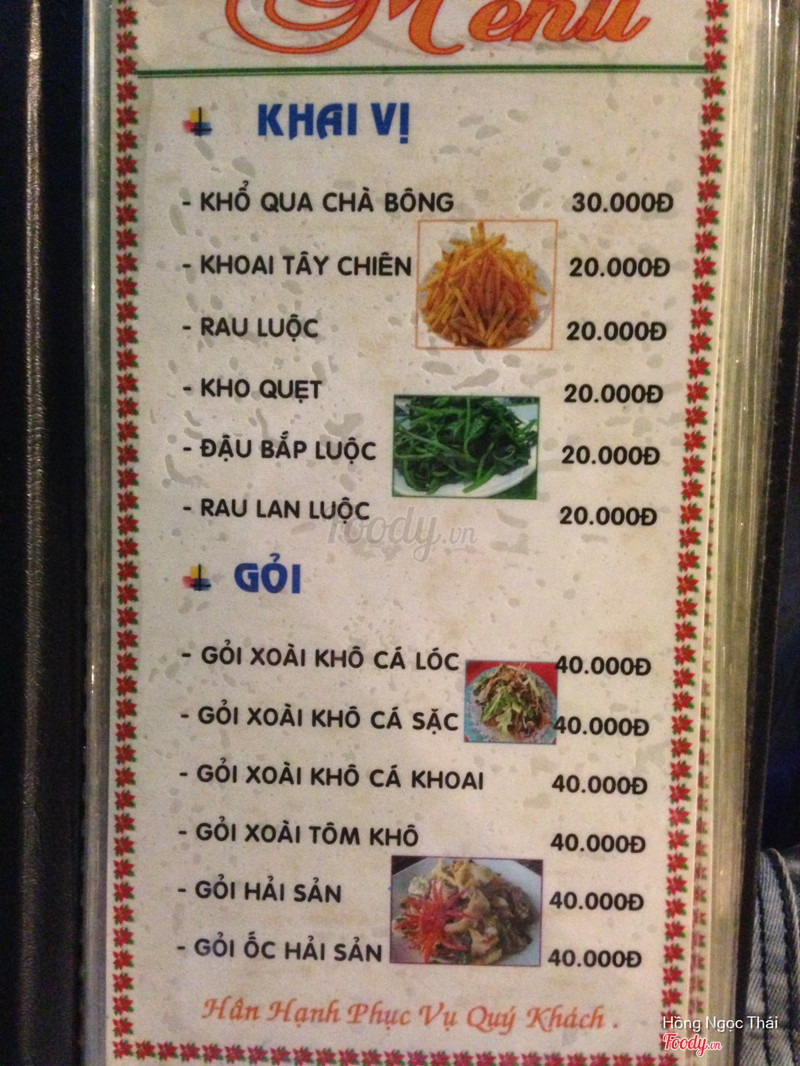 Menu
KHAI VỊ
- KHỔ QUA CHÀ BÔNG 30.000Đ
- KHOAI TÂY CHIÊN 20.000Đ
- RAU LUỘC 20.000Đ
- KHO QUẸT 20.000Đ
- ĐẬU BẮP LUỘC 20.000Đ
- RAU LAN LUỘC 20.000Đ
foody.vn
GỎI
- GỎI XOÀI KHÔ CÁ LÓC 40.000Đ
- GỎI XOÀI KHÔ CÁ SẶC 40.000Đ
- GỎI XOÀI KHÔ CÁ KHOAI 40.000Đ
- GỎI XOÀI TÔM KHÔ 40.000Đ
- GỎI HẢI SẢN 40.000Đ
- GỎI ỐC HẢI SẢN 40.000Đ
Hân Hạnh Phục Vụ Quý Khách .
Hồng Ngọc Thái
Foody.vn